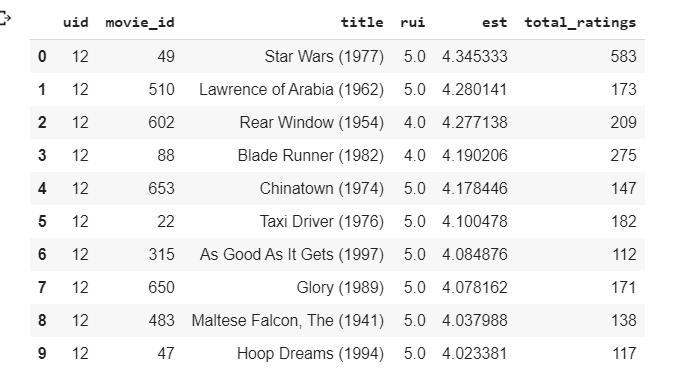 uid movie_id title rui est total_ratings
0 12 49 Star Wars (1977) 5.0 4.345333 583
1 12 510 Lawrence of Arabia (1962) 5.0 4.280141 173
2 12 602 Rear Window (1954) 4.0 4.277138 209
3 12 88 Blade Runner (1982) 4.0 4.190206 275
4 12 653 Chinatown (1974) 5.0 4.178446 147
5 12 22 Taxi Driver (1976) 5.0 4.100478 182
6 12 315 As Good As It Gets (1997) 5.0 4.084876 112
7 12 650 Glory (1989) 5.0 4.078162 171
8 12 483 Maltese Falcon, The (1941) 5.0 4.037988 138
9 12 47 Hoop Dreams (1994) 5.0 4.023381 117